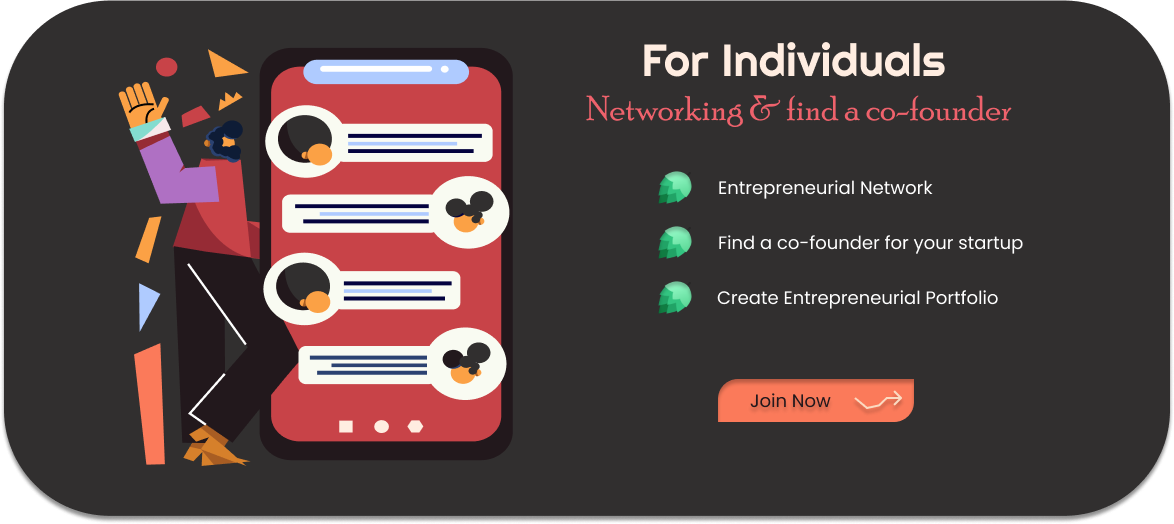 For Individuals
Networking & find a co-founder
Entrepreneurial Network
Find a co-founder for your startup
Create Entrepreneurial Portfolio
Join Now